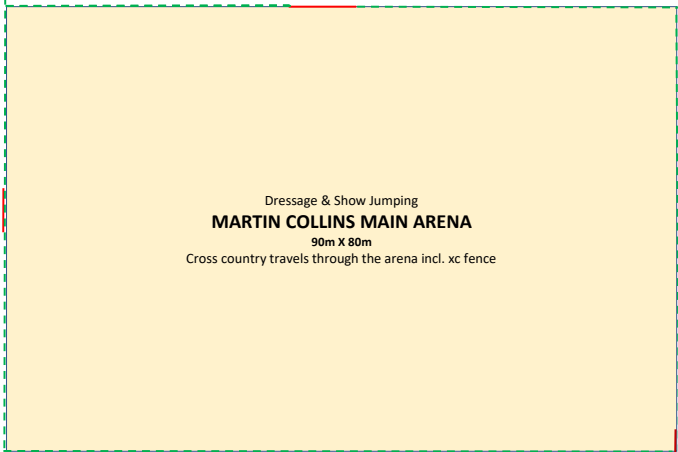 Dressage & Show Jumping
MARTIN COLLINS MAIN ARENA
90m X 80m
Cross country travels through the arena incl. xc fence